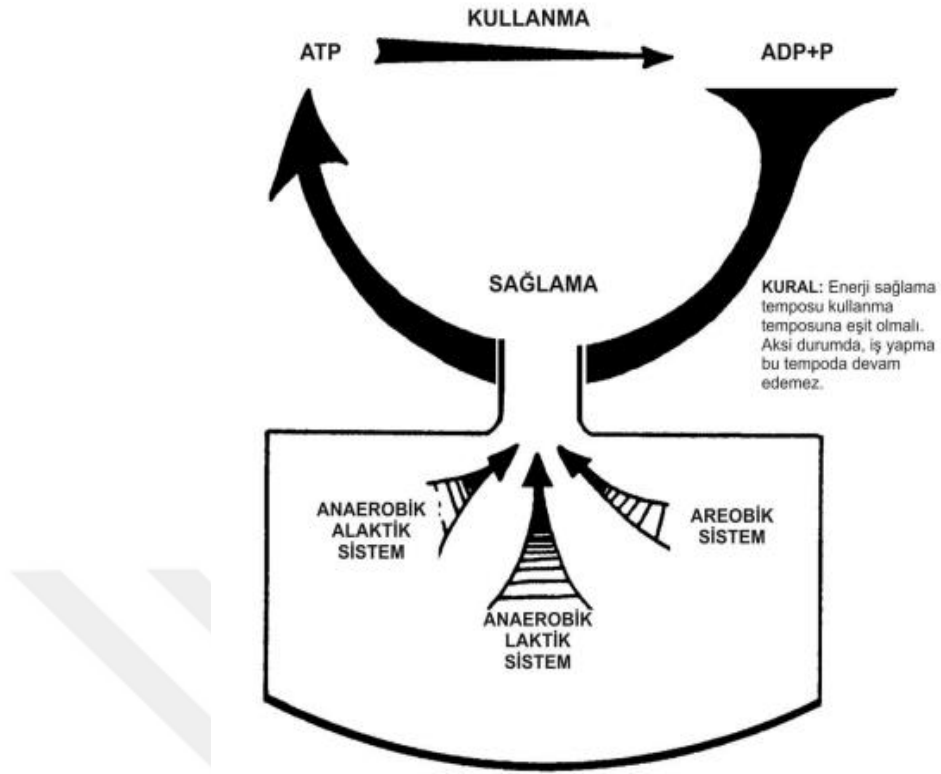 KULLANMA
ATP
ADP+P
SAĞLAMA
KURAL: Enerji sağlama
temposu kullanma
temposuna eşit olmalı.
Aksi durumda, iş yapma
bu tempoda devam
edemez.
ANAEROBİK
ALAKTİK
SİSTEM
ANAEROBİK
LAKTİK
SİSTEM
AREOBİK
SİSTEM